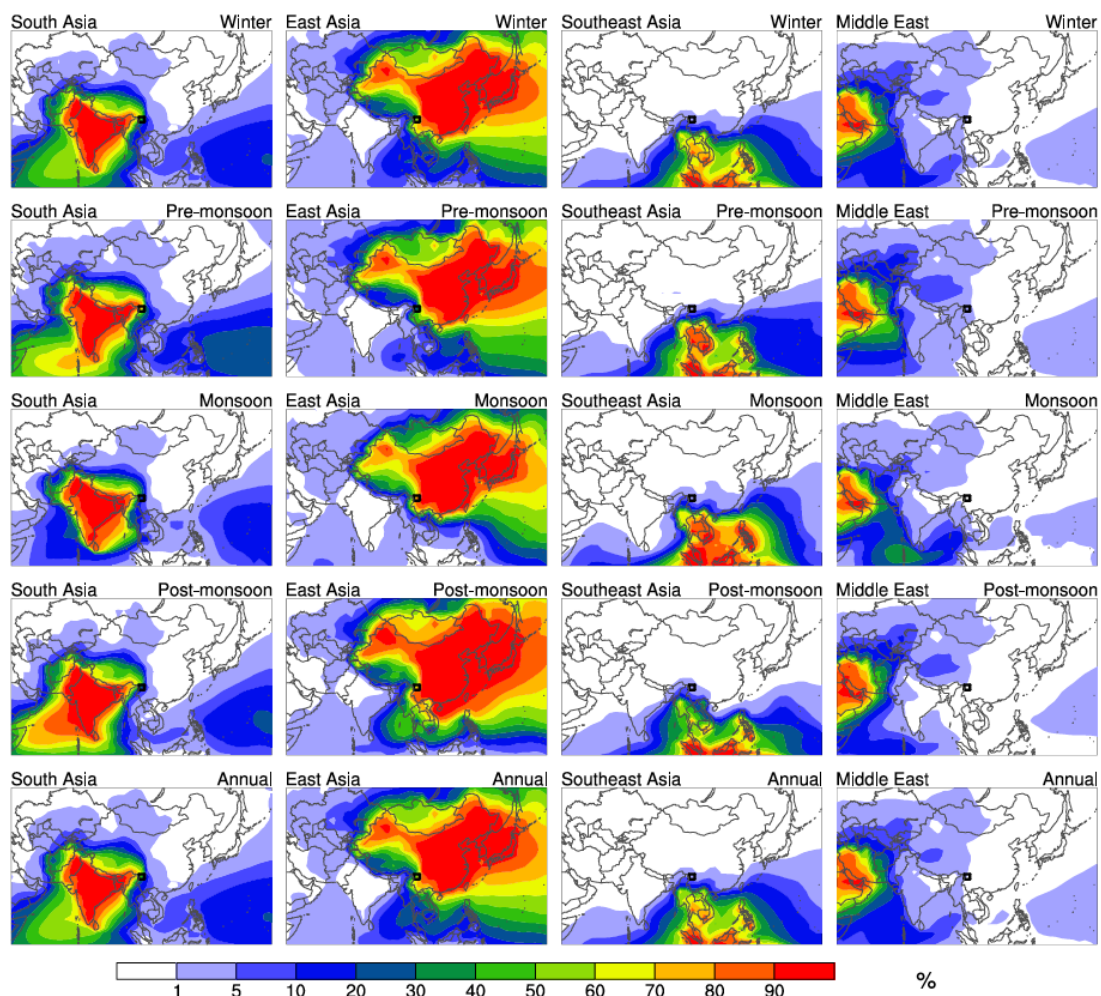 South Asia Winter East Asia Winter Southeast Asia Winter Middle East Winter
South Asia Pre-monsoon East Asia Pre-monsoon Southeast Asia Pre-monsoon Middle East Pre-monsoon
South Asia Monsoon East Asia Monsoon Southeast Asia Monsoon Middle East Monsoon
South Asia Post-monsoon East Asia Post-monsoon Southeast Asia Post-monsoon Middle East Post-monsoon
South Asia Annual East Asia Annual Southeast Asia Annual Middle East Annual
1 5 10 20 30 40 50 60 70 80 90 %